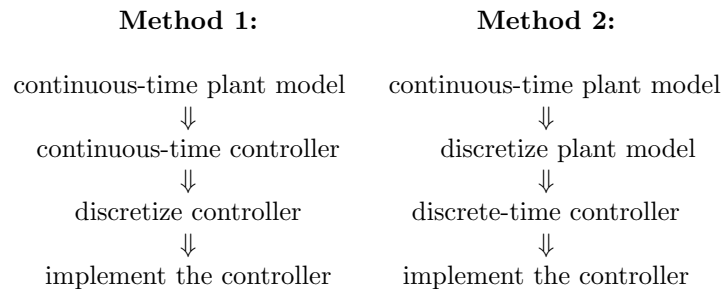 Method 1:
continuous-time plant model
⇓
continuous-time controller
⇓
discretize controller
⇓
implement the controller
Method 2:
continuous-time plant model
⇓
discretize plant model
⇓
discrete-time controller
⇓
implement the controller